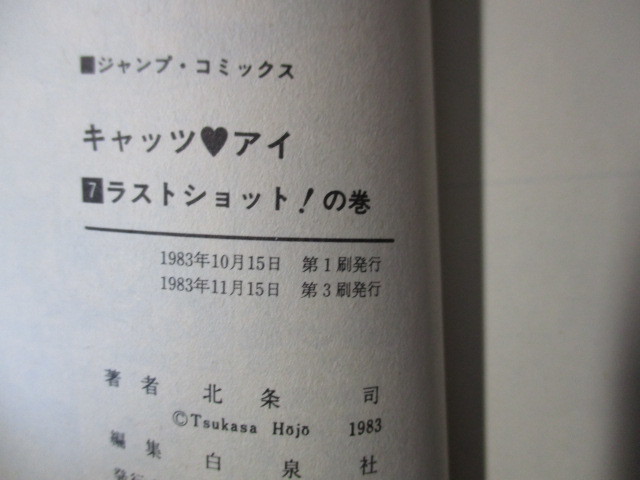 ■ジャンプ・コミックス
キャッツ♥アイ
7 ラストショット!の巻
1983年10月15日 第1刷発行
1983年11月15日 第3刷発行
著者 北条司
©Tsukasa Hōjō 1983
編集 白泉社
発行